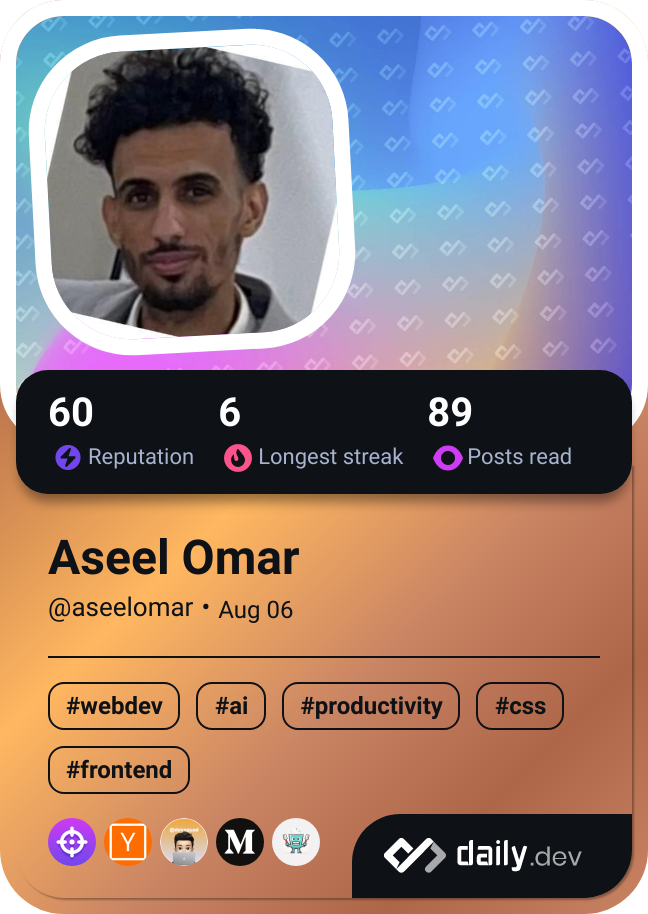 60 6 89
Reputation Longest streak Posts read
Aseel Omar
@aseelomar • Aug 06
#webdev #ai #productivity #css
#frontend
Y M
daily.dev